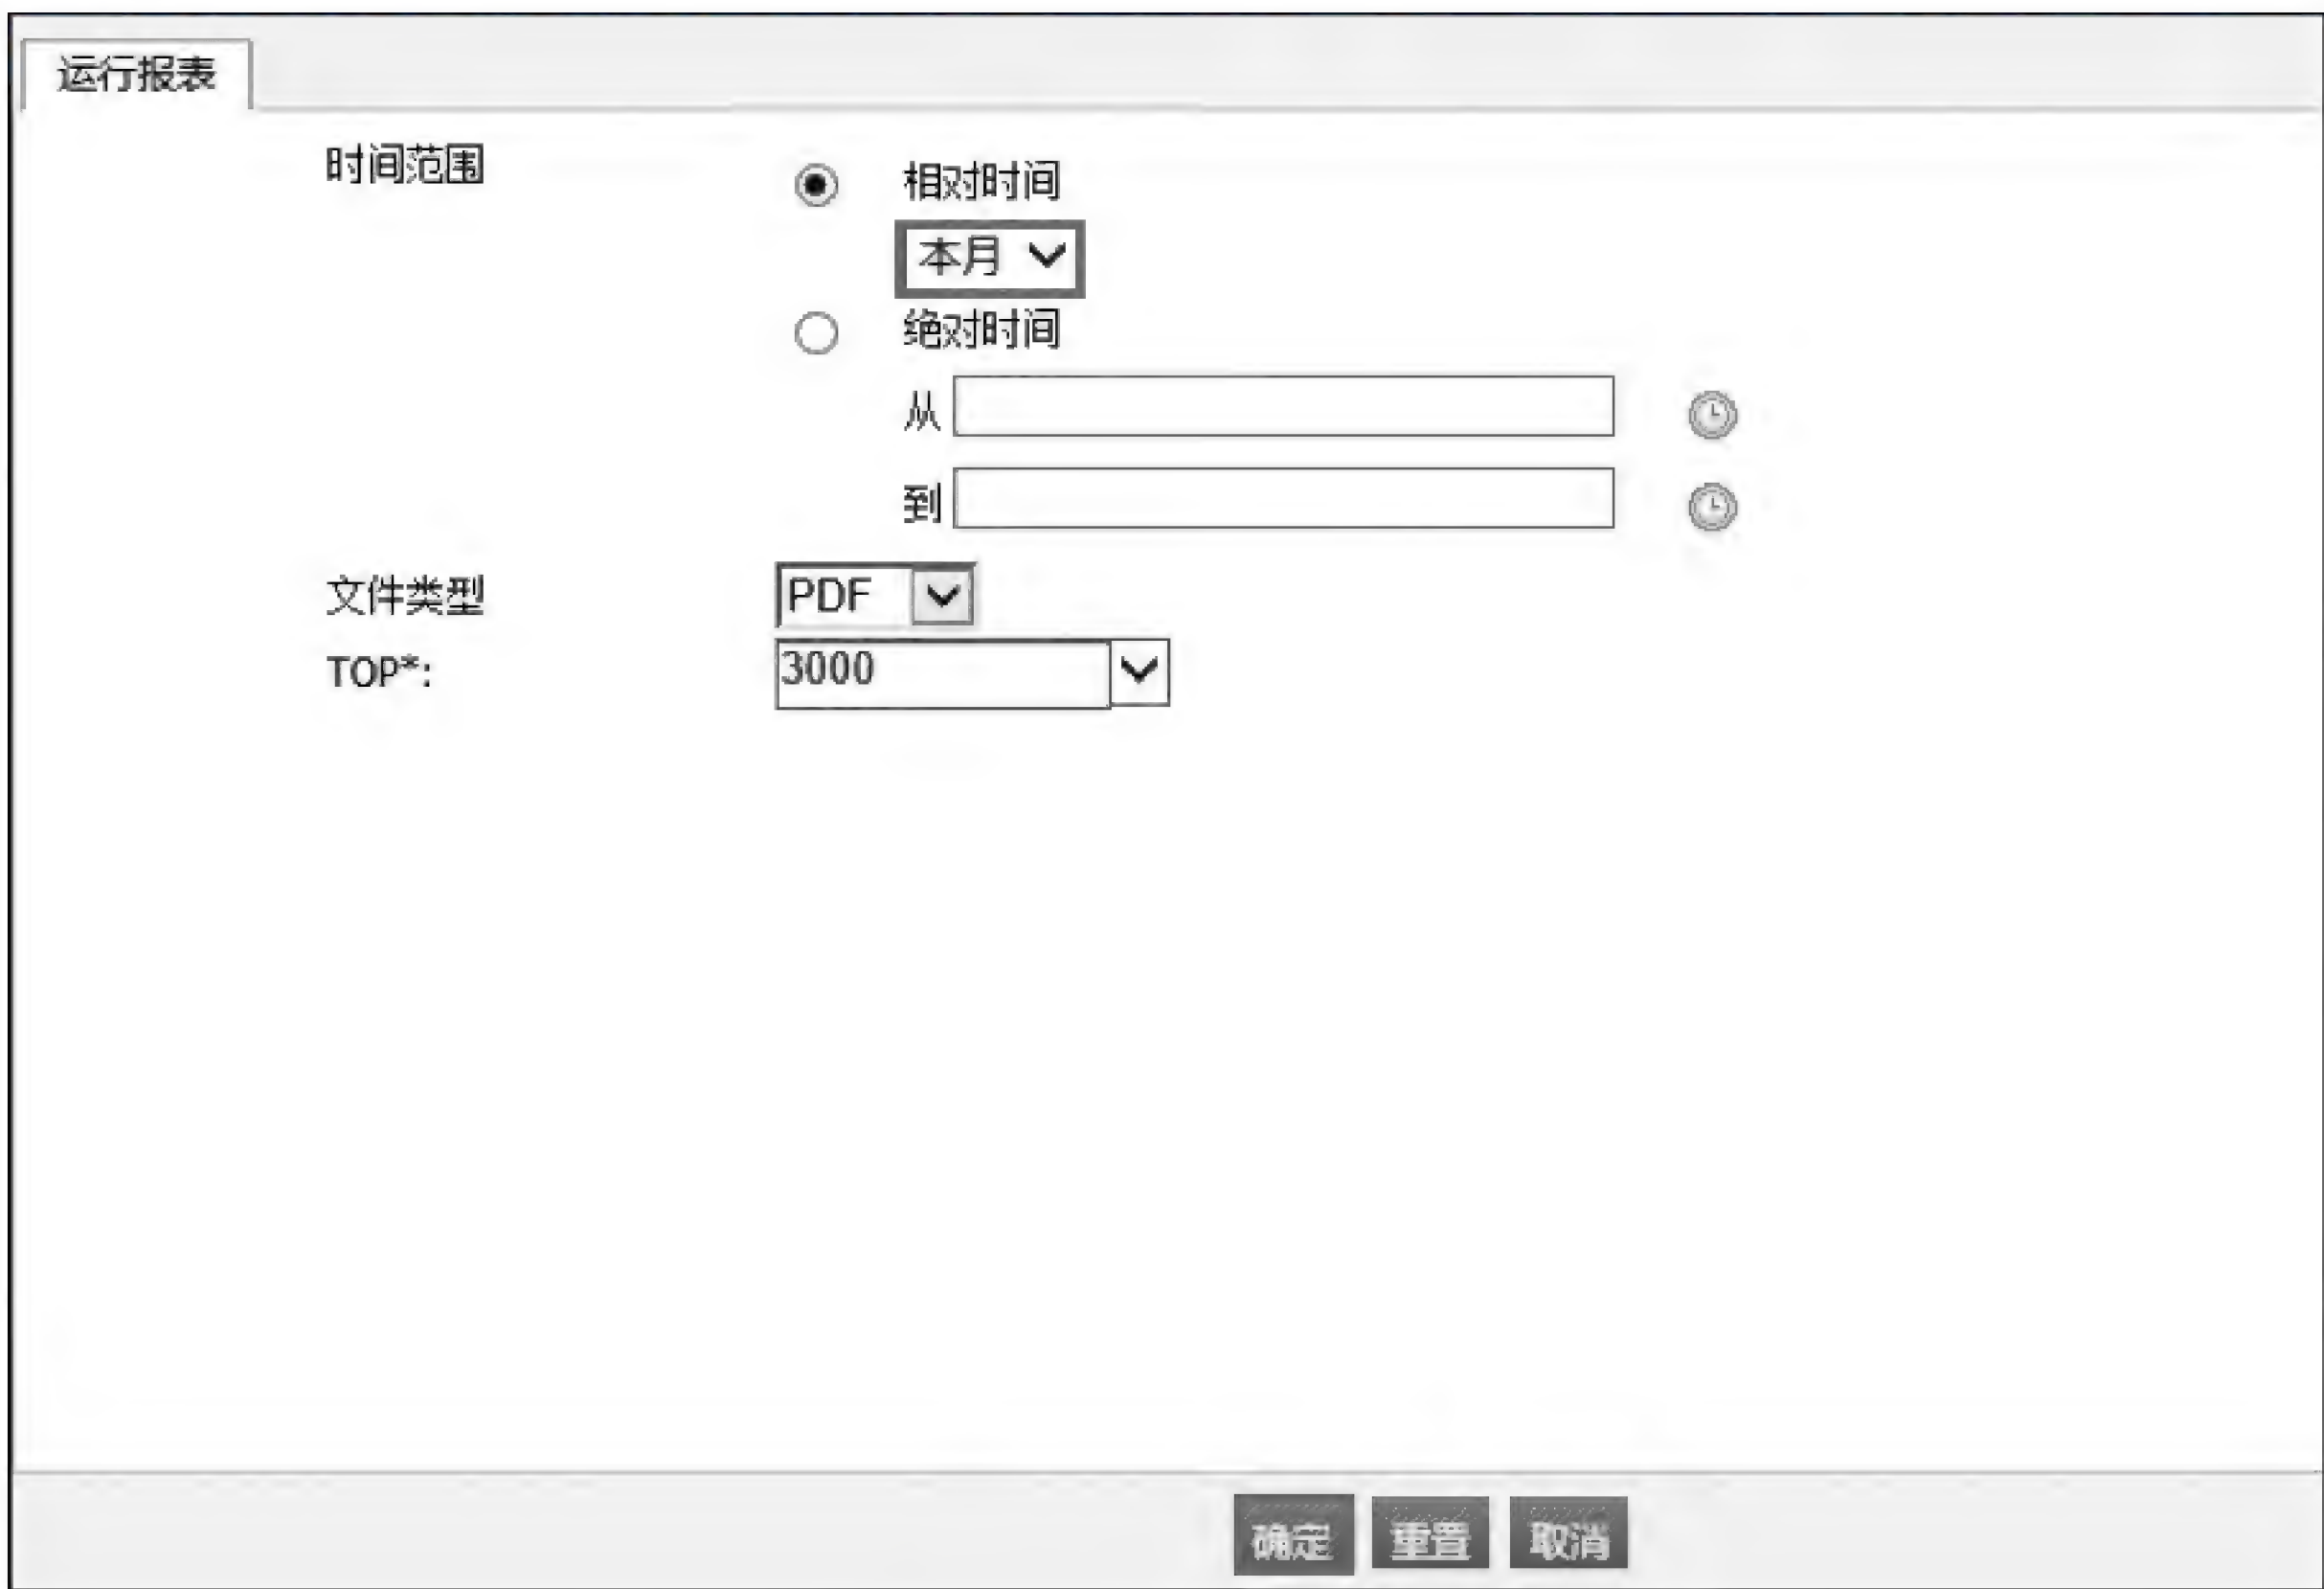 运行报表
时间范围
相对时间
本月
绝对时间
从
到
文件类型 PDF
TOP*: 3000
确定 重置 取消